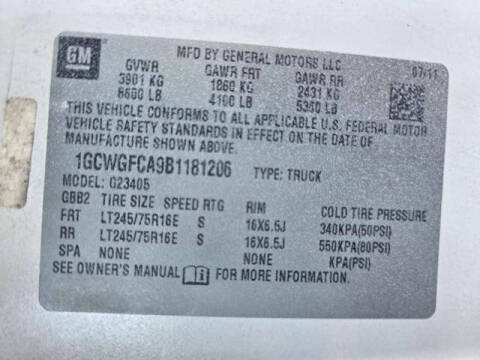 GM
MFD BY GENERAL MOTORS LLC
GVWR GAWR FRT GAWR RR 07/11
3901 KG 1860 KG 2431 KG
8600 LB 4100 LB 5360 LB
THIS VEHICLE CONFORMS TO ALL APPLICABLE U.S. FEDERAL MOTOR
VEHICLE SAFETY STANDARDS IN EFFECT ON THE DATE OF
MANUFACTURE SHOWN ABOVE.
1GCWGFCA9B1181206 TYPE: TRUCK
MODEL: G23405
GBB2 TIRE SIZE SPEED RTG RIM COLD TIRE PRESSURE
FRT LT245/75R16E S 16X6.5J 340KPA(50PSI)
RR LT245/75R16E S 16X6.5J 550KPA(80PSI)
SPA NONE NONE KPA(PSI)
SEE OWNER'S MANUAL FOR MORE INFORMATION.